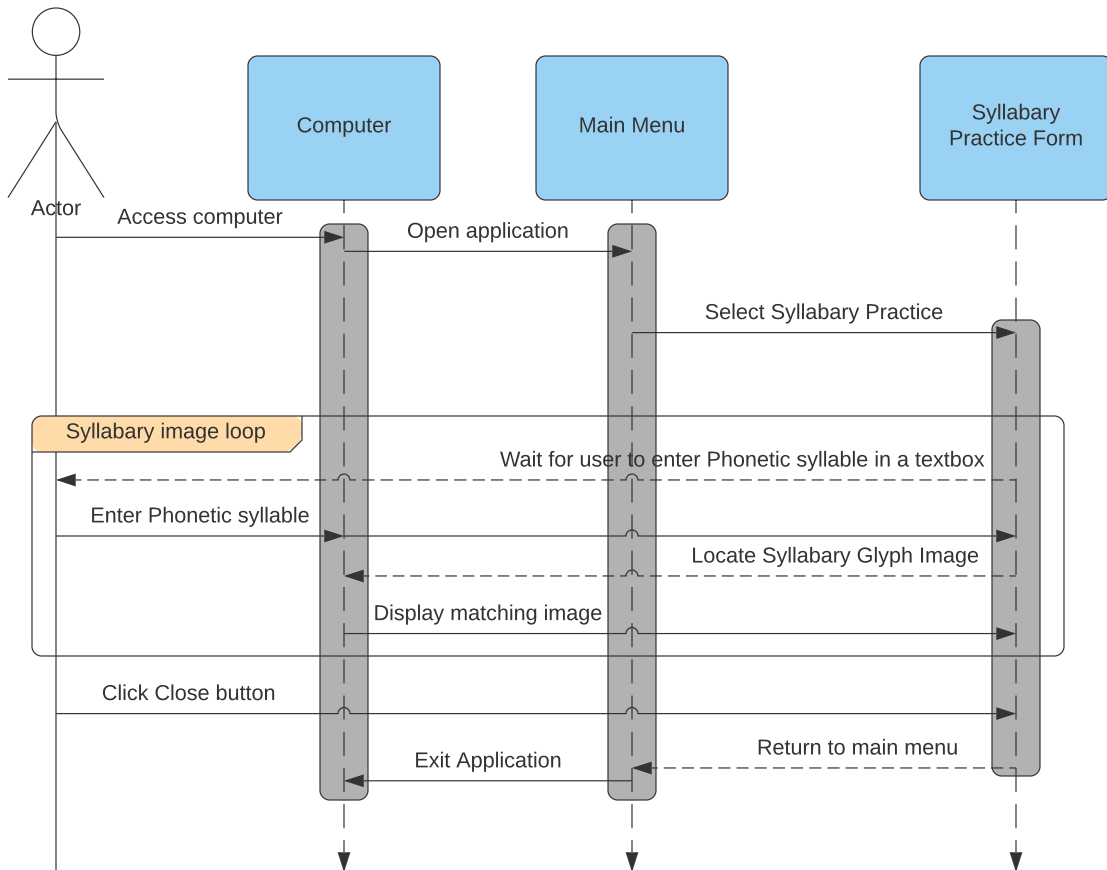 Computer
Main Menu
Syllabary
Practice Form
Actor
Access computer
Open application
Select Syllabary Practice
Syllabary image loop
Wait for user to enter Phonetic syllable in a textbox
Enter Phonetic syllable
Locate Syllabary Glyph Image
Display matching image
Click Close button
Return to main menu
Exit Application